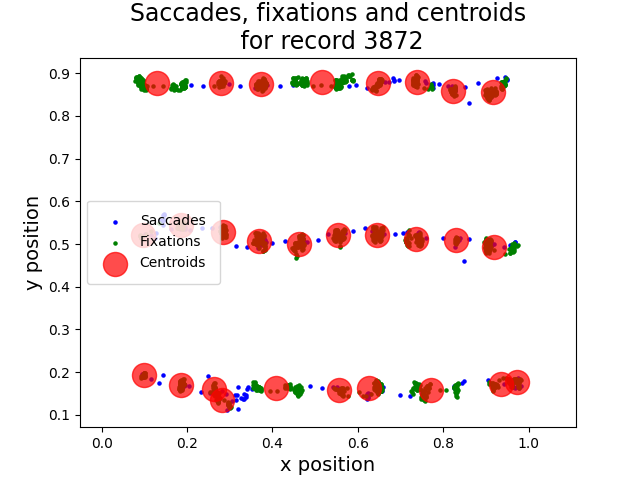 Saccades, fixations and centroids
for record 3872
0.9
0.8
0.7
0.6
0.5
0.4
0.3
0.2
0.1
y position
Saccades
Fixations
Centroids
0.0 0.2 0.4 0.6 0.8 1.0
x position